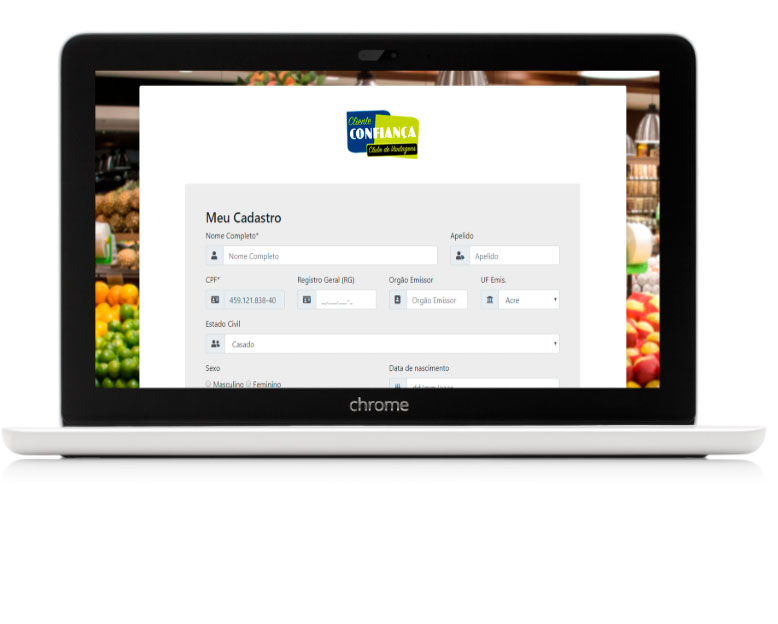 Cliente
CONFIANÇA
Clube de Vantagens
Meu Cadastro
Nome Completo* Apelido
Nome Completo Apelido
CPF* Registro Geral (RG) Orgão Emissor UF Emis.
459.121.838-40 __.___.___-_ Orgão Emissor Acre
Estado Civil
Casado
Sexo Data de nascimento
Masculino Feminino
chrome